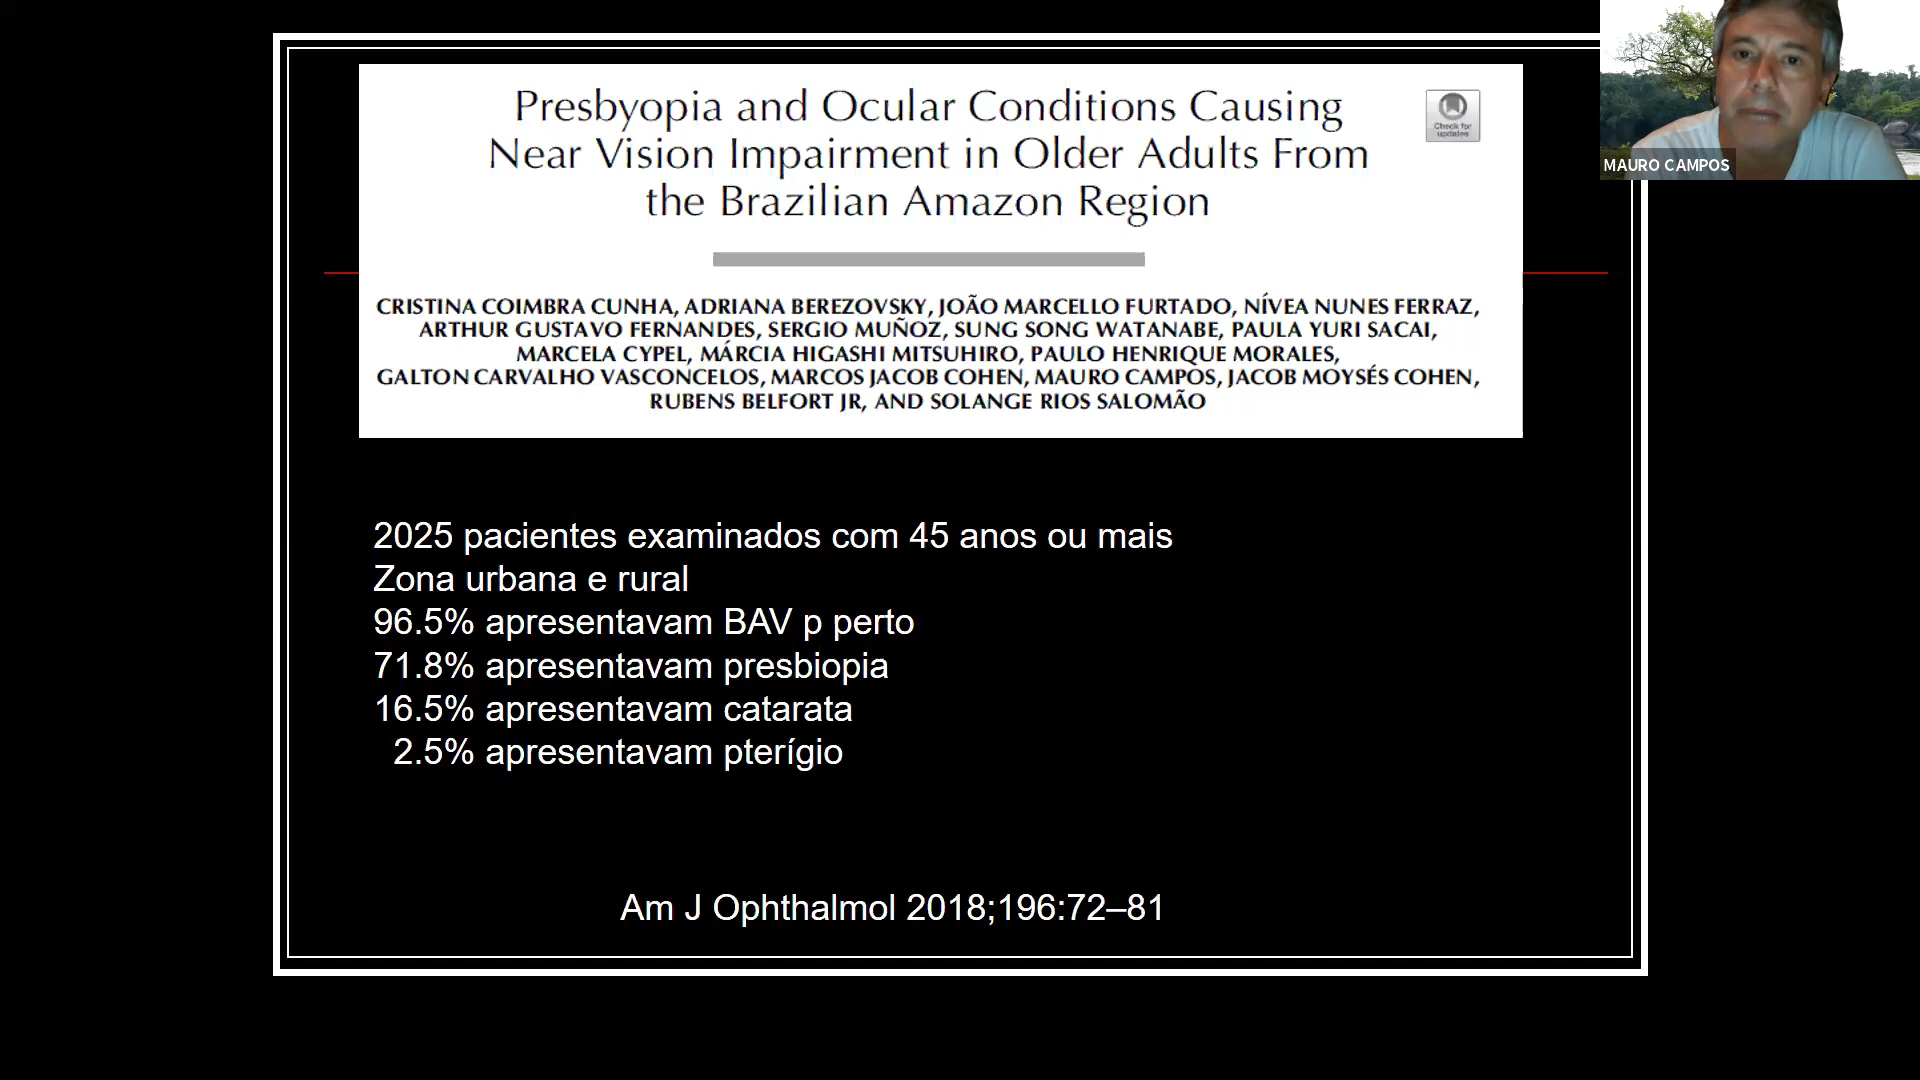 Presbyopia and Ocular Conditions Causing
Near Vision Impairment in Older Adults From
the Brazilian Amazon Region
Check for
updates
MAURO CAMPOS
CRISTINA COIMBRA CUNHA, ADRIANA BEREZOVSKY, JOÃO MARCELLO FURTADO, NÍVEA NUNES FERRAZ,
ARTHUR GUSTAVO FERNANDES, SERGIO MUÑOZ, SUNG SONG WATANABE, PAULA YURI SACAI,
MARCELA CYPEL, MÁRCIA HIGASHI MITSUHIRO, PAULO HENRIQUE MORALES,
GALTON CARVALHO VASCONCELOS, MARCOS JACOB COHEN, MAURO CAMPOS, JACOB MOYSÉS COHEN,
RUBENS BELFORT JR, AND SOLANGE RIOS SALOMÃO
2025 pacientes examinados com 45 anos ou mais
Zona urbana e rural
96.5% apresentavam BAV p perto
71.8% apresentavam presbiopia
16.5% apresentavam catarata
2.5% apresentavam pterígio
Am J Ophthalmol 2018;196:72–81